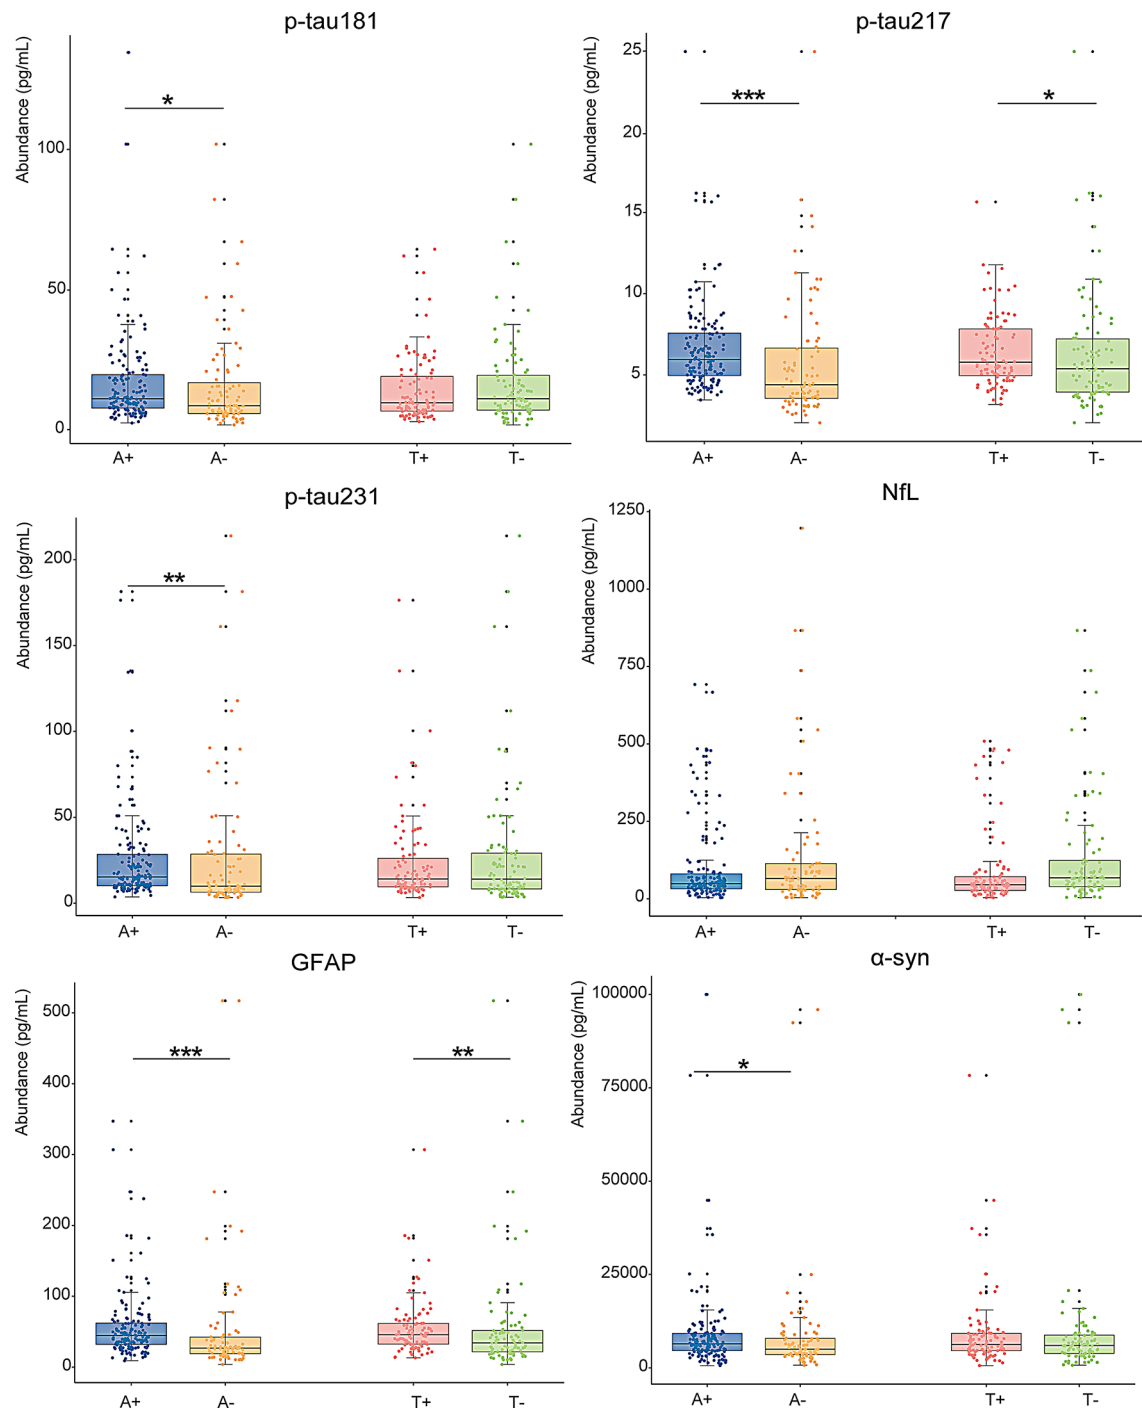 p-tau181
Abundance (pg/mL)
*
100
50
0
A+ A- T+ T-
p-tau217
Abundance (pg/mL)
25
*** *
20
15
10
5
A+ A- T+ T-
p-tau231
Abundance (pg/mL)
200
**
150
100
50
0
A+ A- T+ T-
NfL
Abundance (pg/mL)
1250
1000
750
500
250
0
A+ A- T+ T-
GFAP
Abundance (pg/mL)
500
*** **
400
300
200
100
0
A+ A- T+ T-
α-syn
Abundance (pg/mL)
100000
*
75000
50000
25000
0
A+ A- T+ T-